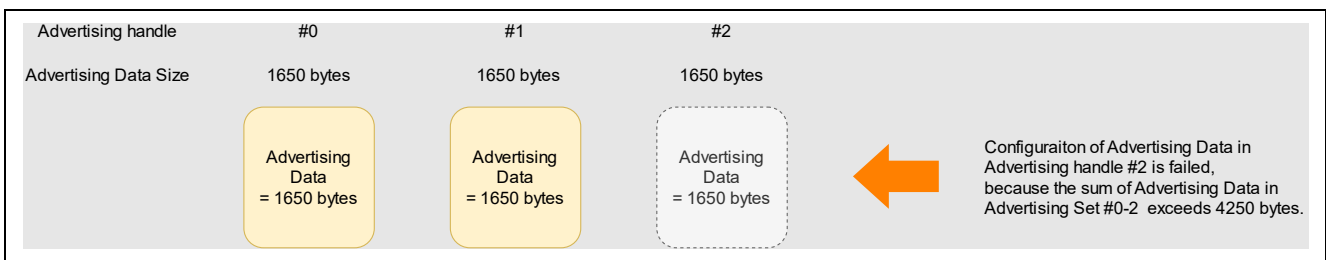 Advertising handle #0 #1 #2
Advertising Data Size 1650 bytes 1650 bytes 1650 bytes
Advertising
Data
= 1650 bytes
Advertising
Data
= 1650 bytes
Advertising
Data
= 1650 bytes
Configuraiton of Advertising Data in
Advertising handle #2 is failed,
because the sum of Advertising Data in
Advertising Set #0-2 exceeds 4250 bytes.